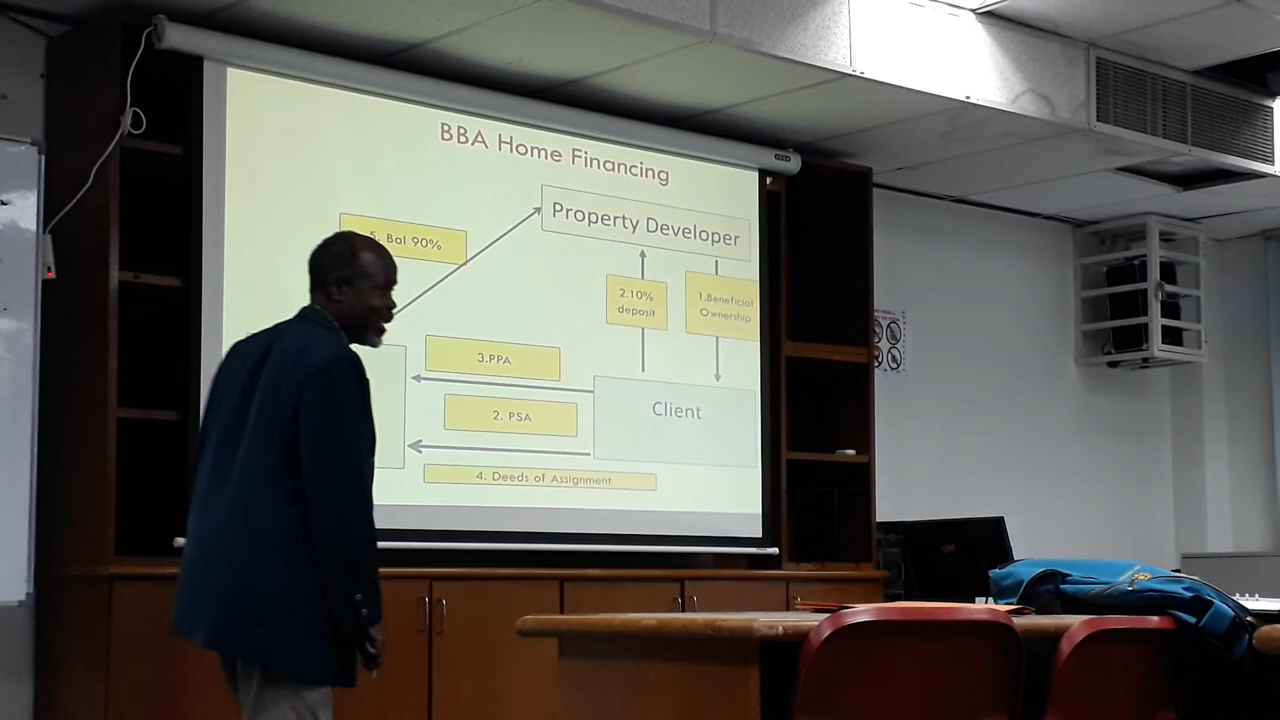 BBA Home Financing
5. Bal 90%
Property Developer
2.10%
deposit
1.Beneficial
Ownership
3.PPA
Client
2. PSA
4. Deeds of Assignment